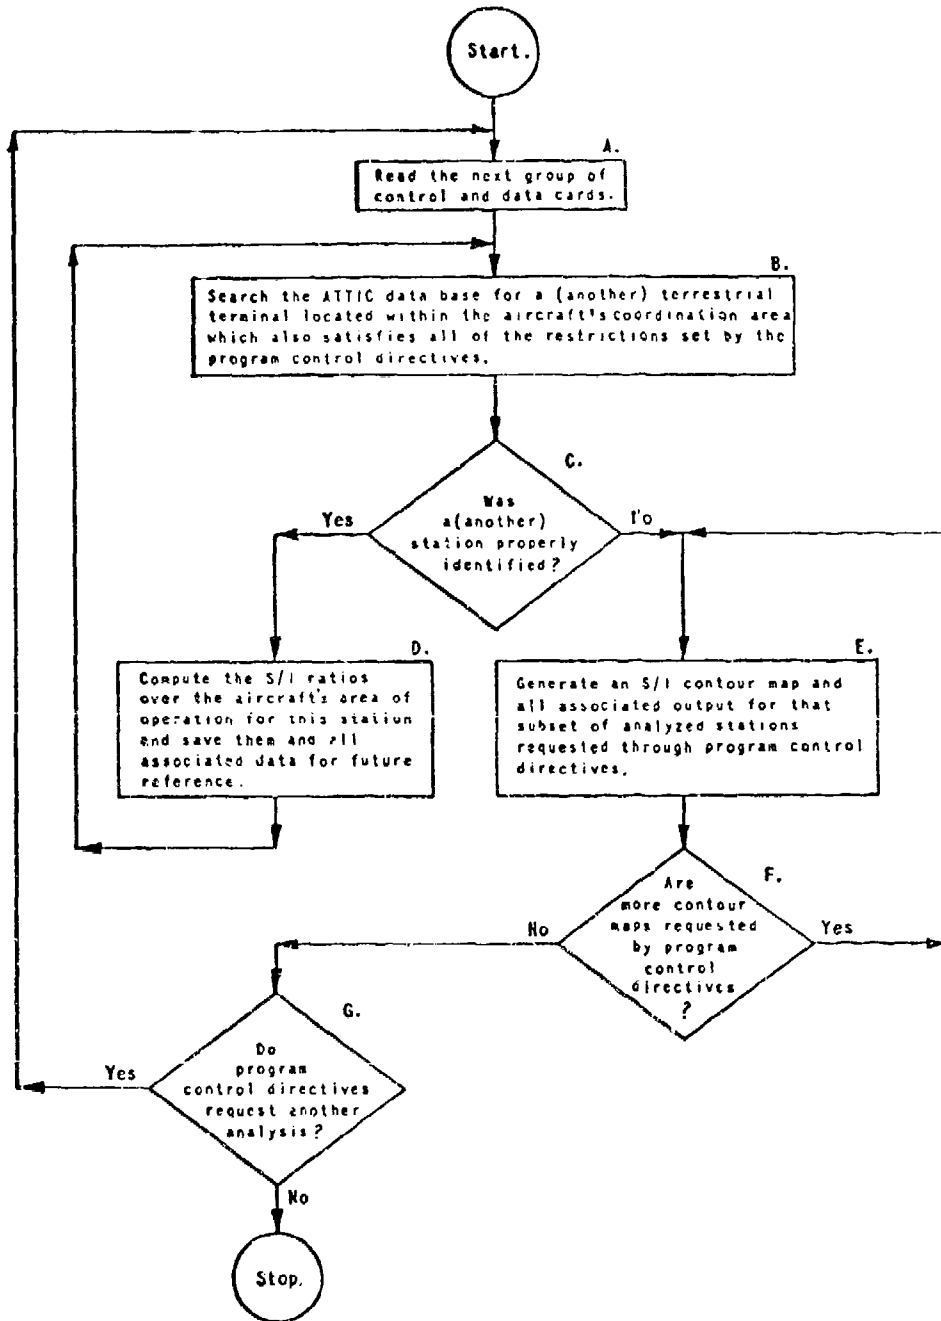 Start.
A.
Read the next group of
control and data cards.
B.
Search the ATTIC data base for a (another) terrestrial
terminal located within the aircraft's coordination area
which also satisfies all of the restrictions set by the
program control directives.
C.
Was
a(another)
station properly
identified?
Yes
No
D.
Compute the S/I ratios
over the aircraft's area of
operation for this station
and save them and all
associated data for future
reference.
E.
Generate an S/I contour map and
all associated output for that
subset of analyzed stations
requested through program control
directives.
F.
Are
more contour
maps requested
by program
control
directives
?
No
Yes
G.
Do
program
control directives
request another
analysis?
Yes
No
Stop.